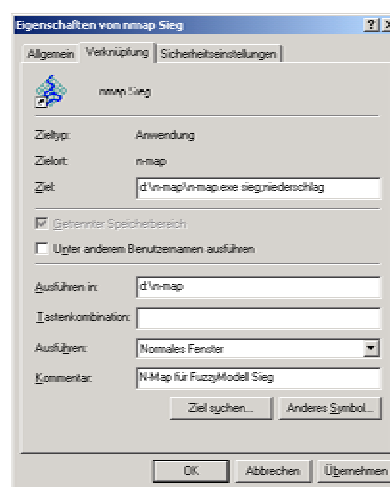 Eigenschaften von nmap Sieg
Allgemein Verknüpfung Sicherheitseinstellungen
nmap Sieg
Zieltyp: Anwendung
Zielort: n-map
Ziel: d:\n-map\n-map.exe sieg;niederschlag
Getrennter Speicherbereich
Unter anderem Benutzernamen ausführen
Ausführen in: d:\n-map
Tastenkombination:
Ausführen: Normales Fenster
Kommentar: N-Map für FuzzyModell Sieg
Ziel suchen... Anderes Symbol...
OK Abbrechen Übernehmen